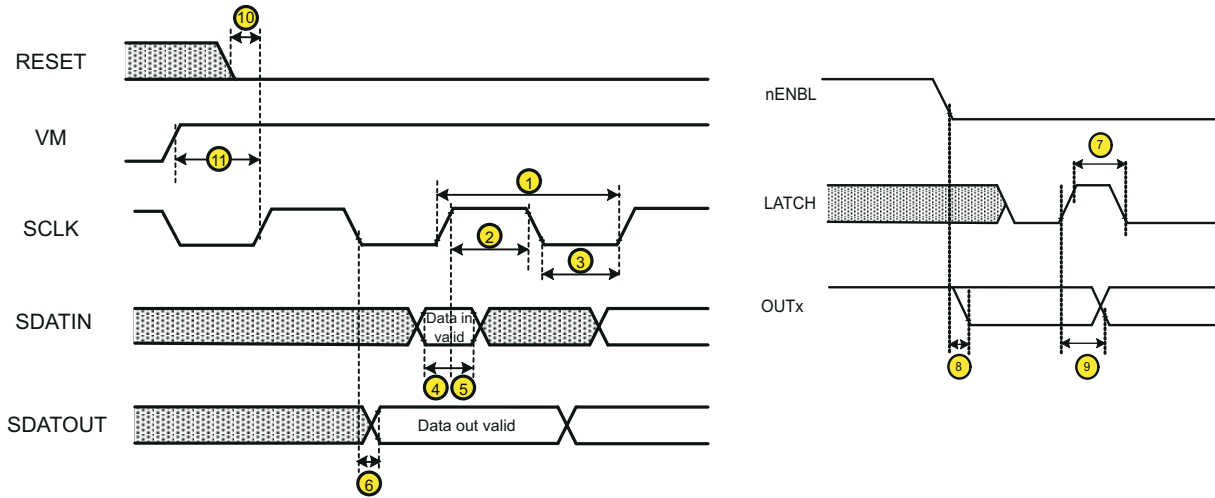 10
RESET
VM
11
1
SCLK
2
3
SDATIN
Data in
valid
4
5
SDATOUT
Data out valid
6
nENBL
7
LATCH
OUTx
8
9